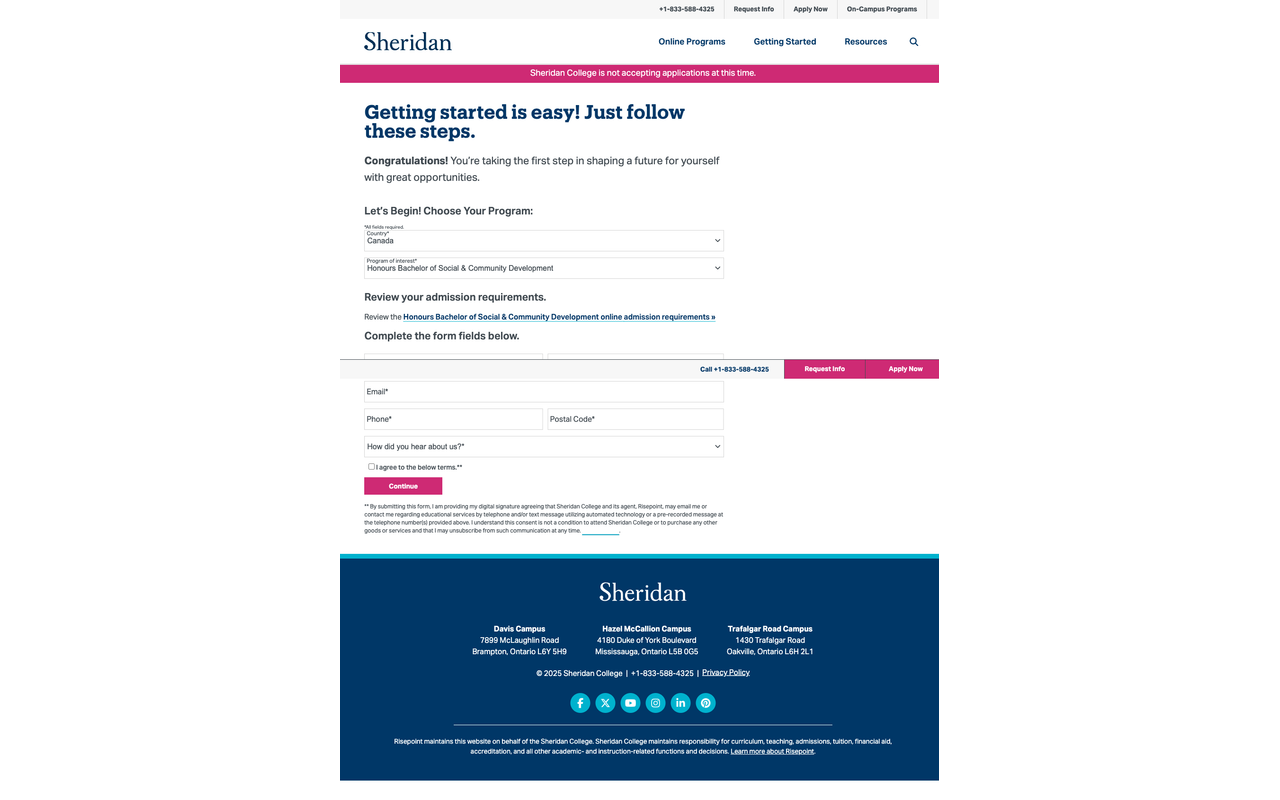 +1-833-588-4325 Request Info Apply Now On-Campus Programs
Sheridan Online Programs Getting Started Resources
Sheridan College is not accepting applications at this time.
Getting started is easy! Just follow
these steps.
Congratulations! You're taking the first step in shaping a future for yourself
with great opportunities.
Let's Begin! Choose Your Program:
*All fields required.
Country*
Canada
Program of interest*
Honours Bachelor of Social & Community Development
Review your admission requirements.
Review the Honours Bachelor of Social & Community Development online admission requirements »
Complete the form fields below.
Call +1-833-588-4325 Request Info Apply Now
Email*
Phone* Postal Code*
How did you hear about us?*
I agree to the below terms.**
Continue
** By submitting this form, I am providing my digital signature agreeing that Sheridan College and its agent, Risepoint, may email me or
contact me regarding educational services by telephone and/or text message utilizing automated technology or a pre-recorded message at
the telephone number(s) provided above. I understand this consent is not a condition to attend Sheridan College or to purchase any other
goods or services and that I may unsubscribe from such communication at any time.
Sheridan
Davis Campus Hazel McCallion Campus Trafalgar Road Campus
7899 McLaughlin Road 4180 Duke of York Boulevard 1430 Trafalgar Road
Brampton, Ontario L6Y 5H9 Mississauga, Ontario L5B 0G5 Oakville, Ontario L6H 2L1
© 2025 Sheridan College | +1-833-588-4325 | Privacy Policy
Risepoint maintains this website on behalf of the Sheridan College. Sheridan College maintains responsibility for curriculum, teaching, admissions, tuition, financial aid,
accreditation, and all other academic- and instruction-related functions and decisions. Learn more about Risepoint.